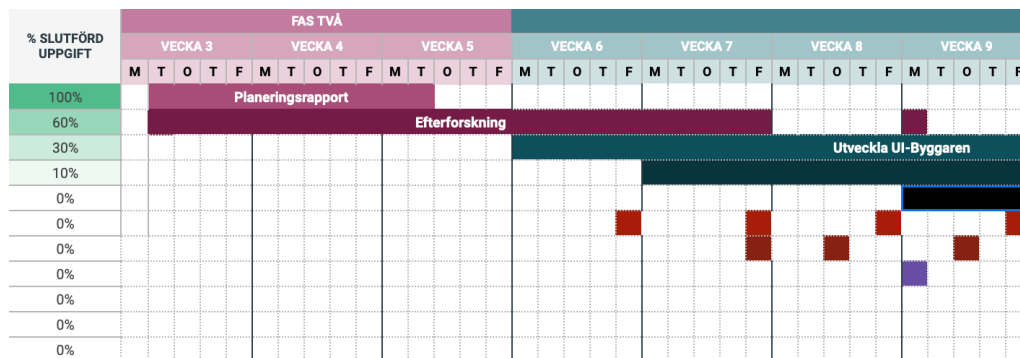 % SLUTFÖRD
UPPGIFT
FAS TVÅ
VECKA 3 VECKA 4 VECKA 5 VECKA 6 VECKA 7 VECKA 8 VECKA 9
M T O T F M T O T F M T O T F M T O T F M T O T F M T O T F M T O T F
100% Planeringsrapport
60% Efterforskning
30% Utveckla UI-Byggaren
10%
0%
0%
0%
0%
0%
0%
0%